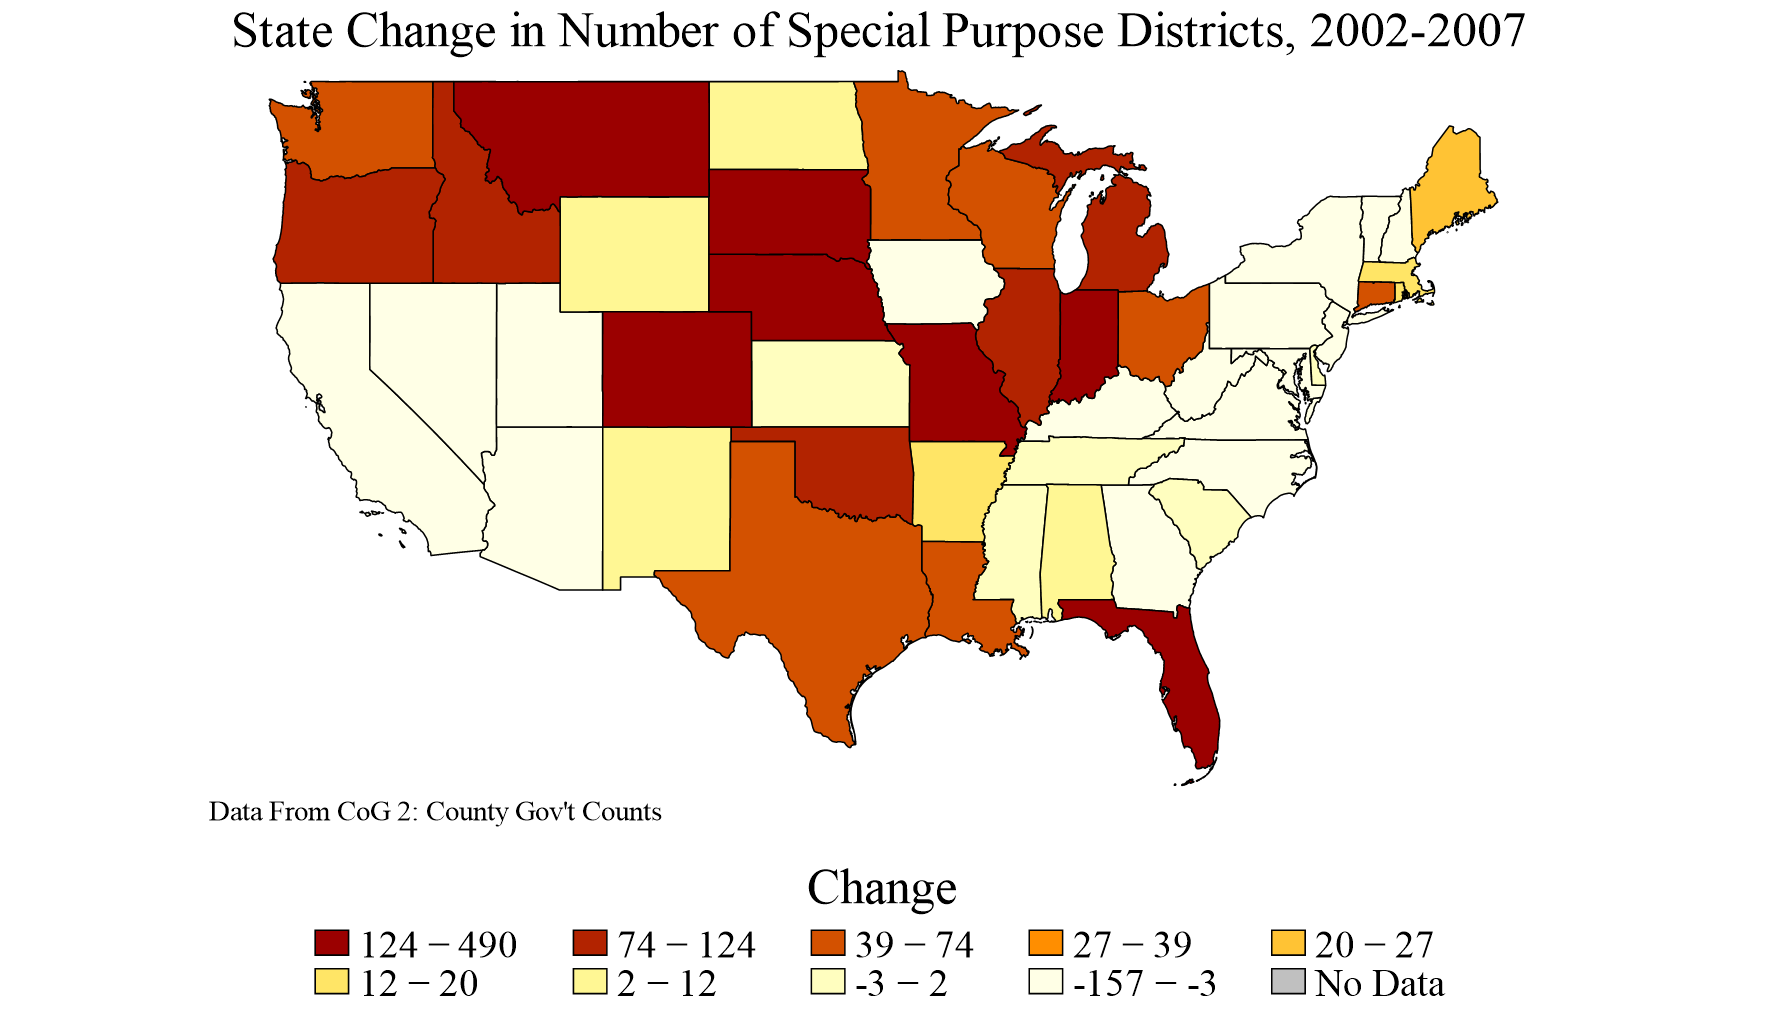 State Change in Number of Special Purpose Districts, 2002-2007
Data From CoG 2: County Gov't Counts
Change
124 – 490 74 – 124 39 – 74 27 – 39 20 – 27
12 – 20 2 – 12 -3 – 2 -157 – -3 No Data